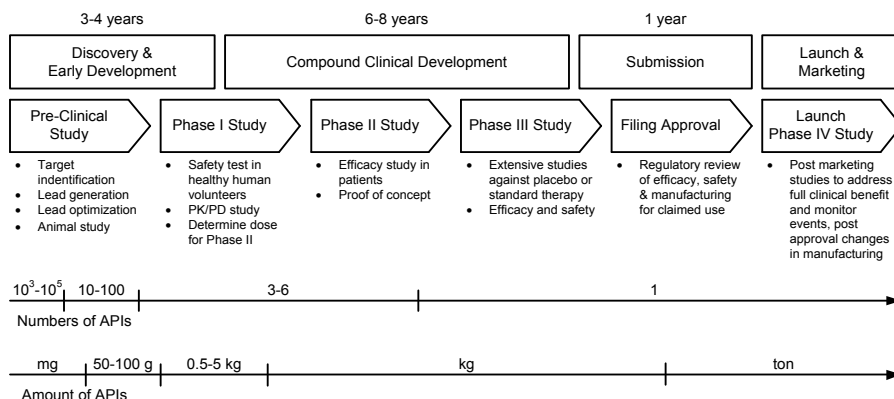 3-4 years
6-8 years
1 year
Discovery &
Early Development
Compound Clinical Development
Submission
Launch &
Marketing
Pre-Clinical
Study
Phase I Study
Phase II Study
Phase III Study
Filing Approval
Launch
Phase IV Study
• Target
indentification
• Lead generation
• Lead optimization
• Animal study
• Safety test in
healthy human
volunteers
• PK/PD study
• Determine dose
for Phase II
• Efficacy study in
patients
• Proof of concept
• Extensive studies
against placebo or
standard therapy
• Efficacy and safety
• Regulatory review
of efficacy, safety
& manufacturing
for claimed use
• Post marketing
studies to address
full clinical benefit
and monitor
events, post
approval changes
in manufacturing
10³-10⁵
10-100
3-6
1
Numbers of APIs
mg
50-100 g
0.5-5 kg
kg
ton
Amount of APIs